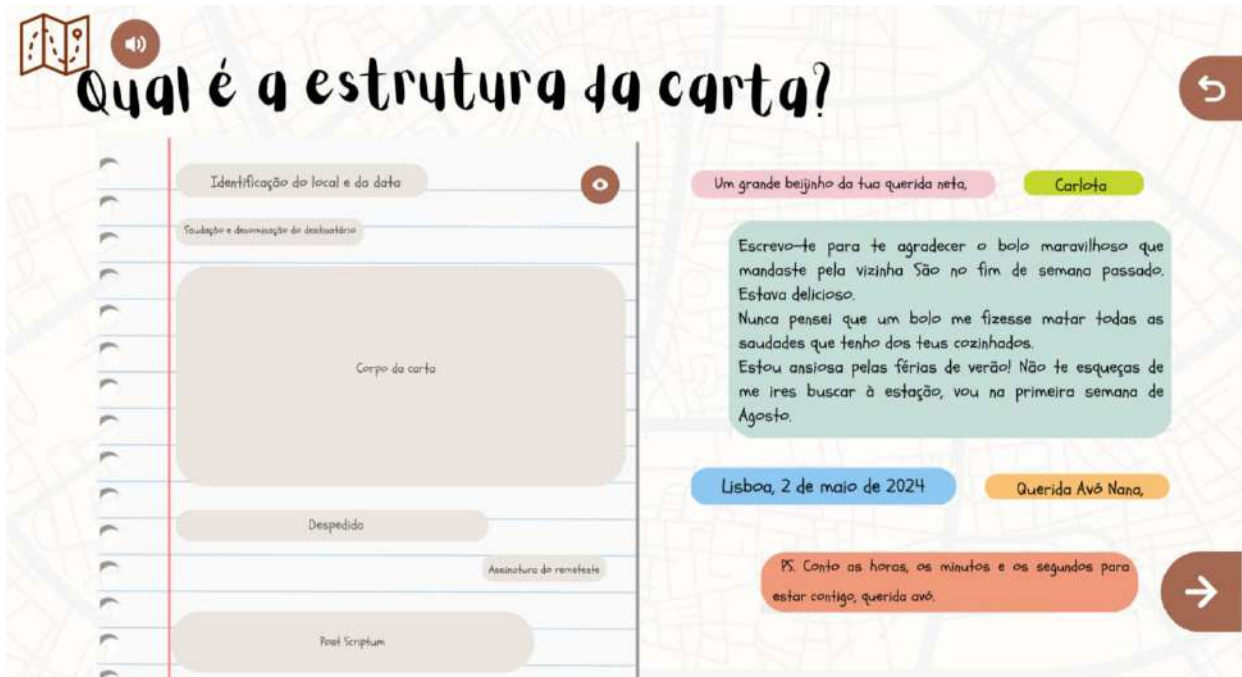 Qual é a estrutura da carta?
Identificação do local e da data
Saudação e denominação do destinatário
Corpo da carta
Despedida
Assinatura do remetente
Post Scriptum
Um grande beijinho da tua querida neta,
Carlota
Escrevo-te para te agradecer o bolo maravilhoso que
mandaste pela vizinha São no fim de semana passado.
Estava delicioso.
Nunca pensei que um bolo me fizesse matar todas as
saudades que tenho dos teus cozinhados.
Estou ansiosa pelas férias de verão! Não te esqueças de
me ires buscar à estação, vou na primeira semana de
Agosto.
Lisboa, 2 de maio de 2024
Querida Avó Nana,
PS. Conto as horas, os minutos e os segundos para
estar contigo, querida avó.